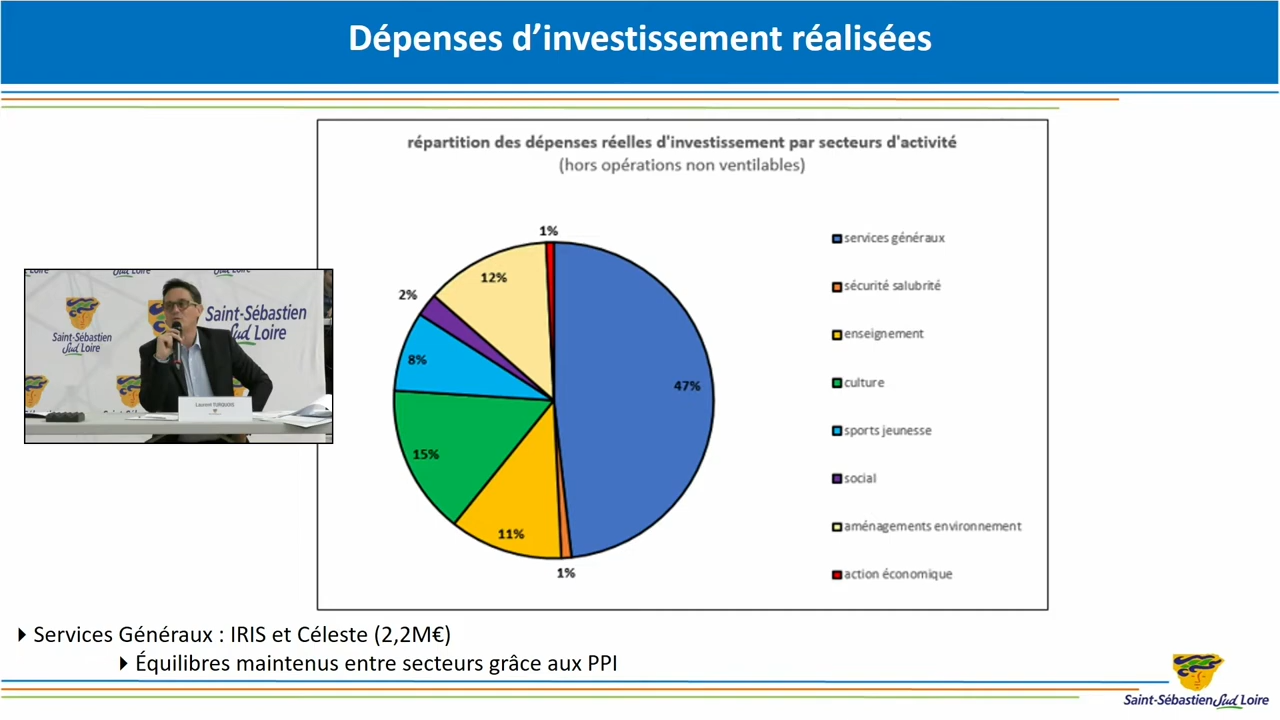 Dépenses d’investissement réalisées
répartition des dépenses réelles d'investissement par secteurs d'activité
(hors opérations non ventilables)
1%
12%
2%
8%
47%
15%
11%
1%
services généraux
sécurité salubrité
enseignement
culture
sports jeunesse
social
aménagements environnement
action économique
Saint-Sébastien
Sud Loire
Saint-Sébastien
Sud Loire
Laurent TURQUOIS
Services Généraux : IRIS et Céleste (2,2M€)
Équilibres maintenus entre secteurs grâce aux PPI
Saint-Sébastien Sud Loire